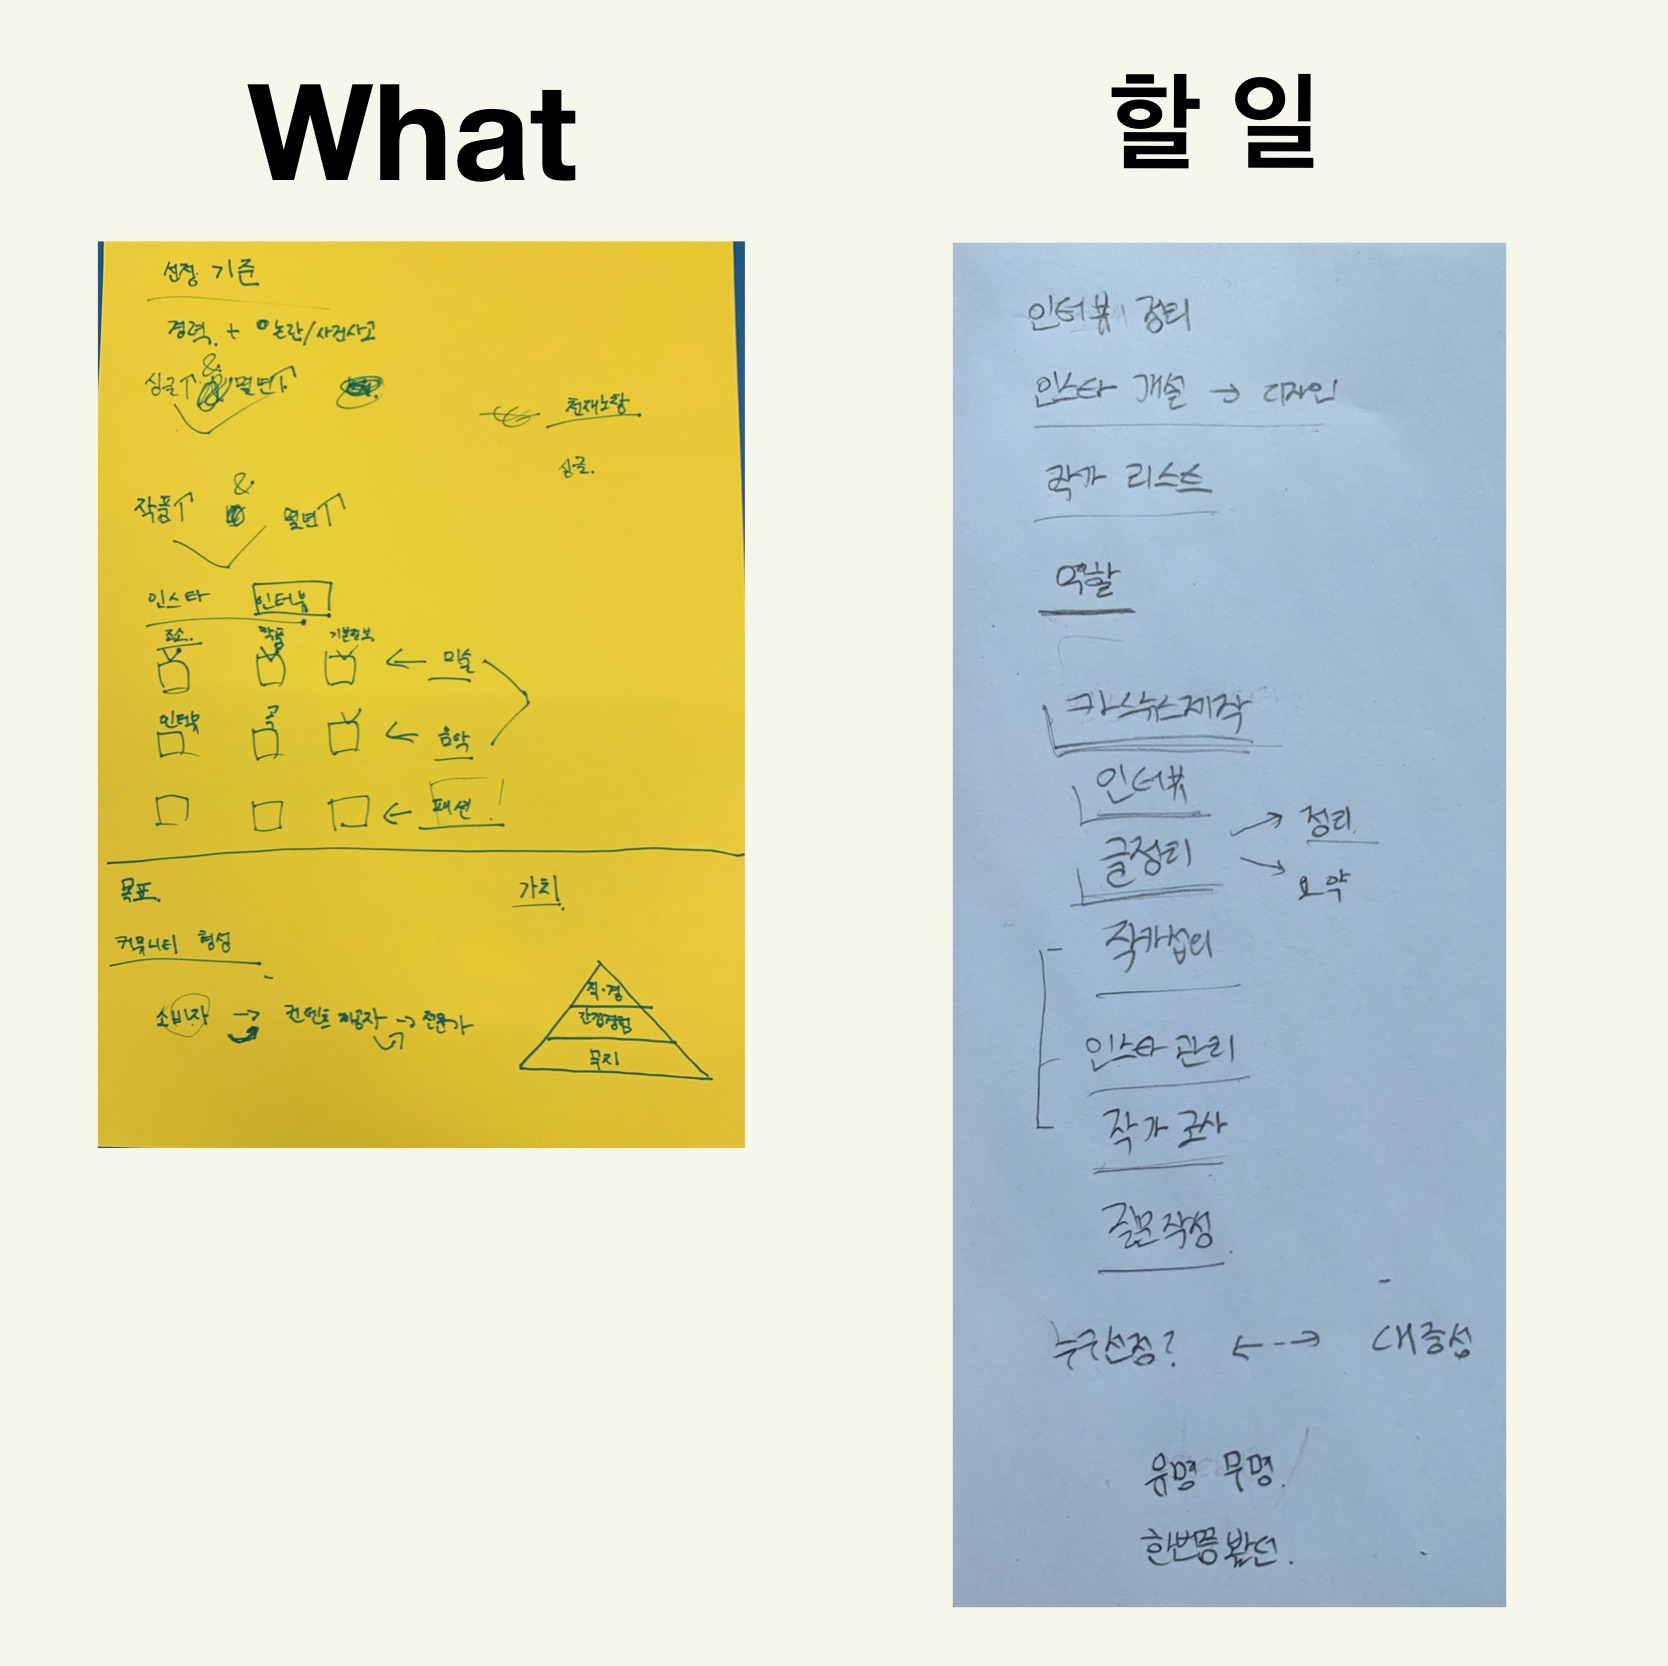 What
선정 기준
경력 + 논란/사건사고
싱글↑ & 멀년↑
천재노창
싱글.
&
작품↑ 멀년↑
인스타 인터뷰
작품 기본정보
← 미술
인터뷰 곡
← 음악
← 패션
목표. 가치.
커뮤니티 형성
소비자 → 컨텐츠 제공자 → 전문가
직·경
간접경험
목지
할 일
인터뷰 정리
인스타 개설 → 디자인
작가 리스트
역할
카드뉴스제작
인터뷰
글정리
정리
요약
작가섭외
인스타 관리
작가 조사
질문작성.
누구선정? ←--→ 대중성
유명 무명.
한번쯤 봤던.